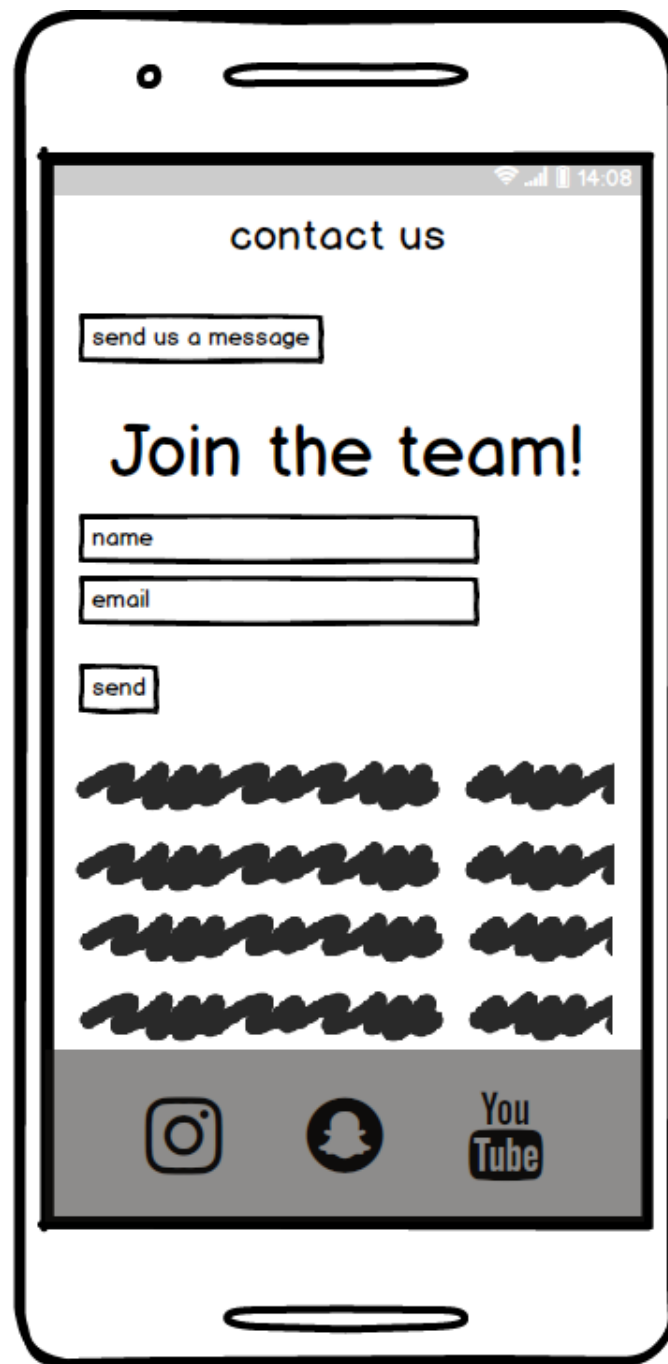 14:08
contact us
send us a message
Join the team!
name
email
send
You
Tube